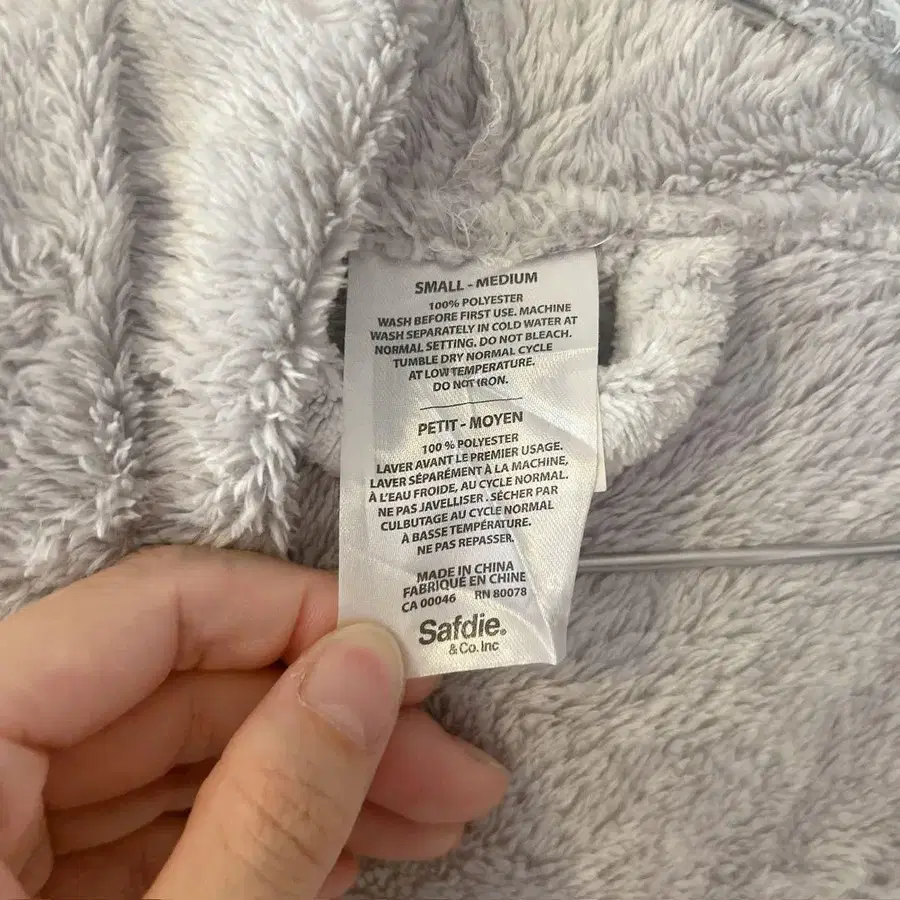 SMALL - MEDIUM
100% POLYESTER
WASH BEFORE FIRST USE. MACHINE
WASH SEPARATELY IN COLD WATER AT
NORMAL SETTING. DO NOT BLEACH.
TUMBLE DRY NORMAL CYCLE
AT LOW TEMPERATURE.
DO NOT IRON.
PETIT - MOYEN
100 % POLYESTER
LAVER AVANT LE PREMIER USAGE.
LAVER SÉPARÉMENT À LA MACHINE,
À L'EAU FROIDE, AU CYCLE NORMAL.
NE PAS JAVELLISER . SÉCHER PAR
CULBUTAGE AU CYCLE NORMAL
À BASSE TEMPÉRATURE.
NE PAS REPASSER.
MADE IN CHINA
FABRIQUÉ EN CHINE
CA 00046 RN 80078
Safdie.
& Co. Inc